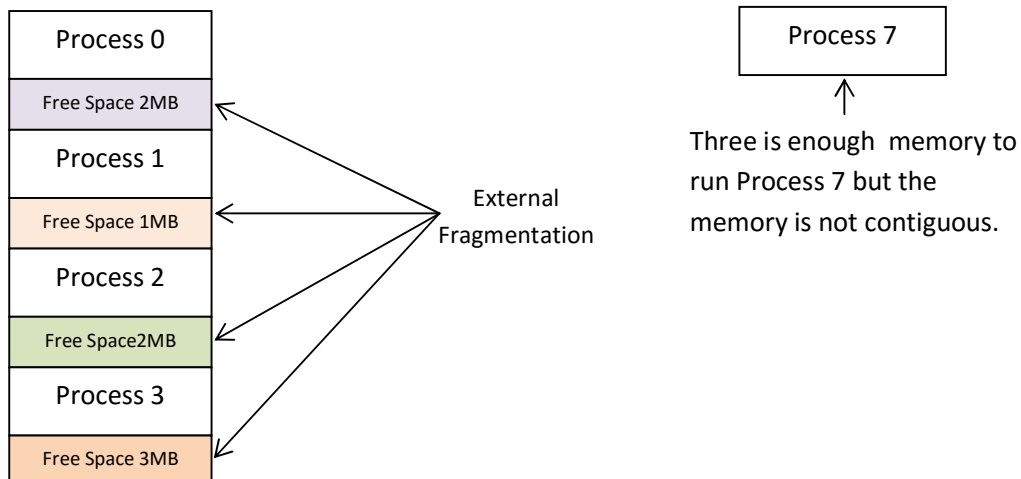 Process 0
Free Space 2MB
Process 1
Free Space 1MB
Process 2
Free Space2MB
Process 3
Free Space 3MB
External
Fragmentation
Process 7
Three is enough memory to
run Process 7 but the
memory is not contiguous.